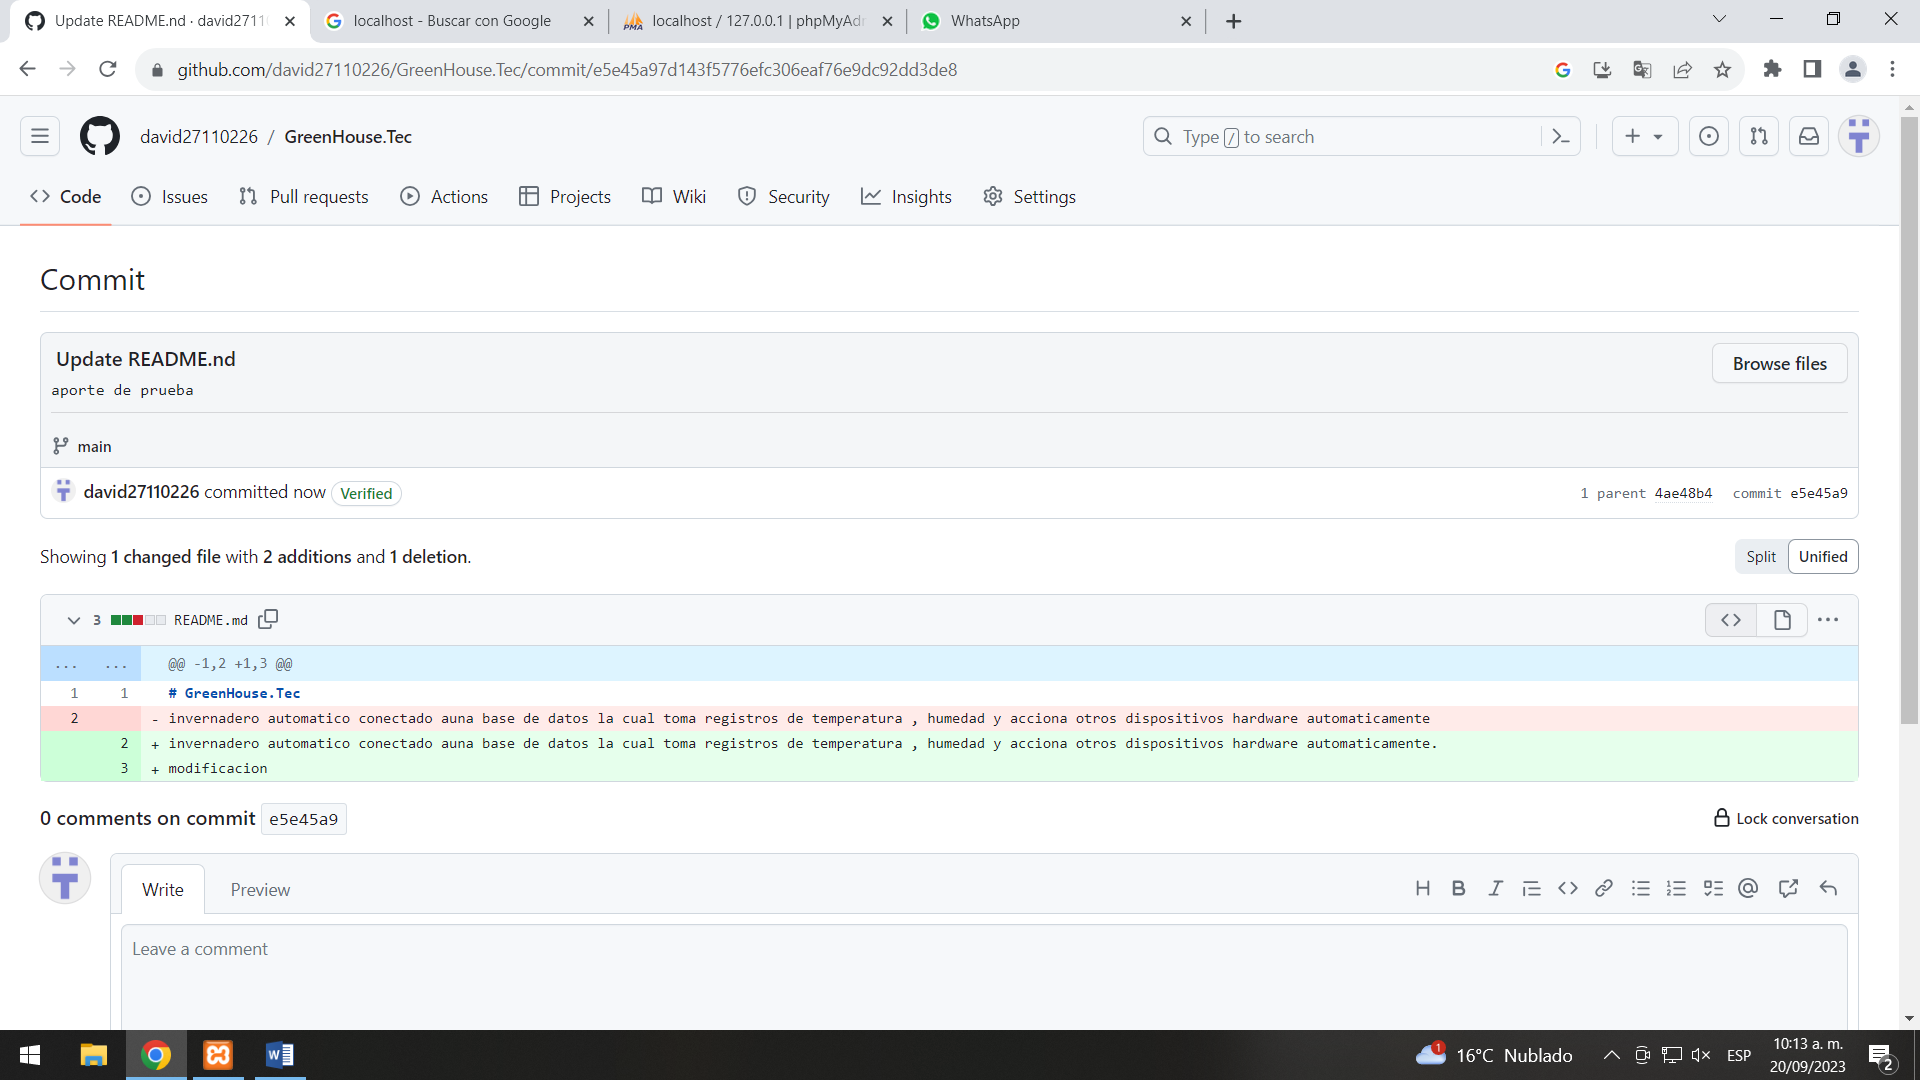 Update README.nd · david2711
localhost - Buscar con Google
localhost / 127.0.0.1 | phpMyAdr
WhatsApp
github.com/david27110226/GreenHouse.Tec/commit/e5e45a97d143f5776efc306eaf76e9dc92dd3de8
david27110226 / GreenHouse.Tec
Type / to search
Code
Issues
Pull requests
Actions
Projects
Wiki
Security
Insights
Settings
Commit
Update README.nd
Browse files
aporte de prueba
main
david27110226 committed now Verified
1 parent 4ae48b4 commit e5e45a9
Showing 1 changed file with 2 additions and 1 deletion.
Split Unified
3 README.md
... ... @@ -1,2 +1,3 @@
1 1 # GreenHouse.Tec
2 - invernadero automatico conectado auna base de datos la cual toma registros de temperatura , humedad y acciona otros dispositivos hardware automaticamente
2 + invernadero automatico conectado auna base de datos la cual toma registros de temperatura , humedad y acciona otros dispositivos hardware automaticamente.
3 + modificacion
0 comments on commit e5e45a9
Lock conversation
Write Preview
Leave a comment
1 16°C Nublado
ESP
10:13 a. m.
20/09/2023
2